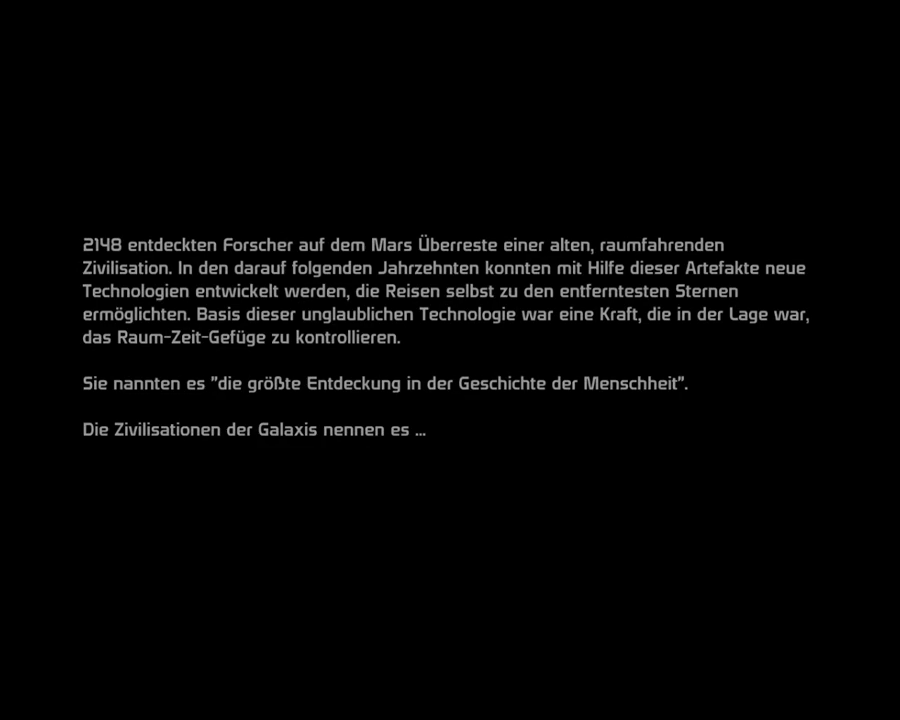 2148 entdeckten Forscher auf dem Mars Überreste einer alten, raumfahrenden
Zivilisation. In den darauf folgenden Jahrzehnten konnten mit Hilfe dieser Artefakte neue
Technologien entwickelt werden, die Reisen selbst zu den entferntesten Sternen
ermöglichten. Basis dieser unglaublichen Technologie war eine Kraft, die in der Lage war,
das Raum-Zeit-Gefüge zu kontrollieren.
Sie nannten es "die größte Entdeckung in der Geschichte der Menschheit".
Die Zivilisationen der Galaxis nennen es ...